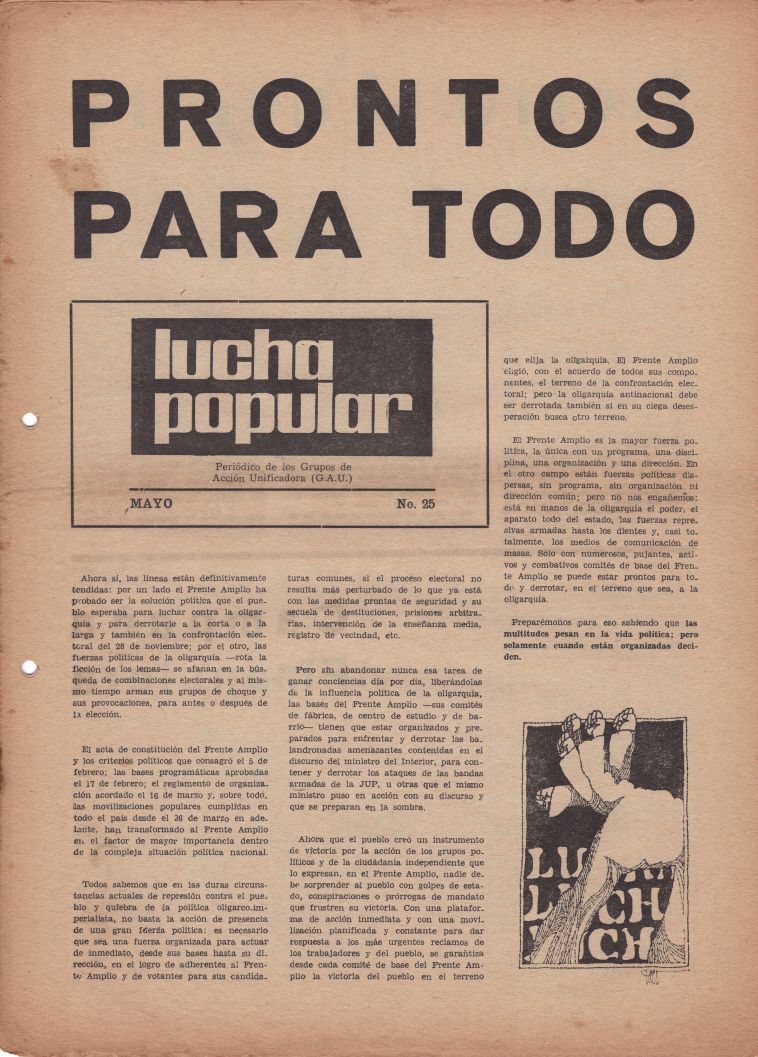 PRONTOS
PARA TODO
lucha
popular
Periódico de los Grupos de
Acción Unificadora (G.A.U.)
MAYO No. 25
Ahora si, las líneas están definitivamente
tendidas: por un lado el Frente Amplio ha
probado ser la solución política que el pue-
blo esperaba para luchar contra la oligar-
quía y para derrotarle a la corta o a la
larga y también en la confrontación elec-
toral del 28 de noviembre; por el otro, las
fuerzas políticas de la oligarquía —rota la
ficción de los lemas— se afanan en la bús-
queda de combinaciones electorales y al mis-
mo tiempo arman sus grupos de choque y
sus provocaciones, para antes o después de
la elección.
El acta de constitución del Frente Amplio
y los criterios políticos que consagró el 5 de
febrero; las bases programáticas aprobadas
el 17 de febrero; el reglamento de organiza-
ción acordado el 16 de marzo y, sobre todo,
las movilizaciones populares cumplidas en
todo el país desde el 26 de marzo en ade-
lante, han transformado al Frente Amplio
en el factor de mayor importancia dentro
de la compleja situación política nacional.
Todos sabemos que en las duras circuns-
tancias actuales de represión contra el pue-
blo y quiebra de la política oligarco-im-
perialista, no basta la acción de presencia
de una gran fuerza política: es necesario
que sea una fuerza organizada para actuar
de inmediato, desde sus bases hasta su di-
rección, en el logro de adherentes al Fren-
te Amplio y de votantes para sus candida-
turas comunes, si el proceso electoral no
resulta más perturbado de lo que ya está
con las medidas prontas de seguridad y su
secuela de destituciones, prisiones arbitra-
rias, intervención de la enseñanza media,
registro de vecindad, etc.
Pero sin abandonar nunca esa tarea de
ganar conciencias día por día, liberándolas
de la influencia política de la oligarquía,
las bases del Frente Amplio —sus comités
de fábrica, de centro de estudio y de ba-
rrio— tienen que estar organizados y pre-
parados para enfrentar y derrotar las ba-
landronadas amenazantes contenidas en el
discurso del ministro del Interior, para con-
tener y derrotar los ataques de las bandas
armadas de la JUP, u otras que el mismo
ministro puso en acción con su discurso y
que se preparan en la sombra.
Ahora que el pueblo creó un instrumento
de victoria por la acción de los grupos po-
líticos y de la ciudadanía independiente que
lo expresan, en el Frente Amplio, nadie de-
be sorprender al pueblo con golpes de esta-
do, conspiraciones o prórrogas de mandato
que frustren su victoria. Con una platafor-
ma de acción inmediata y con una movi-
lización planificada y constante para dar
respuesta a los más urgentes reclamos de
los trabajadores y del pueblo, se garantiza
desde cada comité de base del Frente Am-
plio la victoria del pueblo en el terreno
que elija la oligarquía. El Frente Amplio
eligió, con el acuerdo de todos sus compo-
nentes, el terreno de la confrontación elec-
toral; pero la oligarquía antinacional debe
ser derrotada también si en su ciega deses-
peración busca otro terreno.
El Frente Amplio es la mayor fuerza po-
lítica, la única con un programa, una disci-
plina, una organización y una dirección. En
el otro campo están fuerzas políticas dis-
persas, sin programa, sin organización ni
dirección común; pero no nos engañemos:
está en manos de la oligarquía el poder, el
aparato todo del estado, las fuerzas repre-
sivas armadas hasta los dientes y, casi to-
talmente, los medios de comunicación de
masas. Sólo con numerosos, pujantes, acti-
vos y combativos comités de base del Fren-
te Amplio se puede estar prontos para to-
do y derrotar, en el terreno que sea, a la
oligarquía.
Preparémonos para eso sabiendo que las
multitudes pesan en la vida política; pero
solamente cuando están organizadas deci-
den.
LU
L CH
UCH